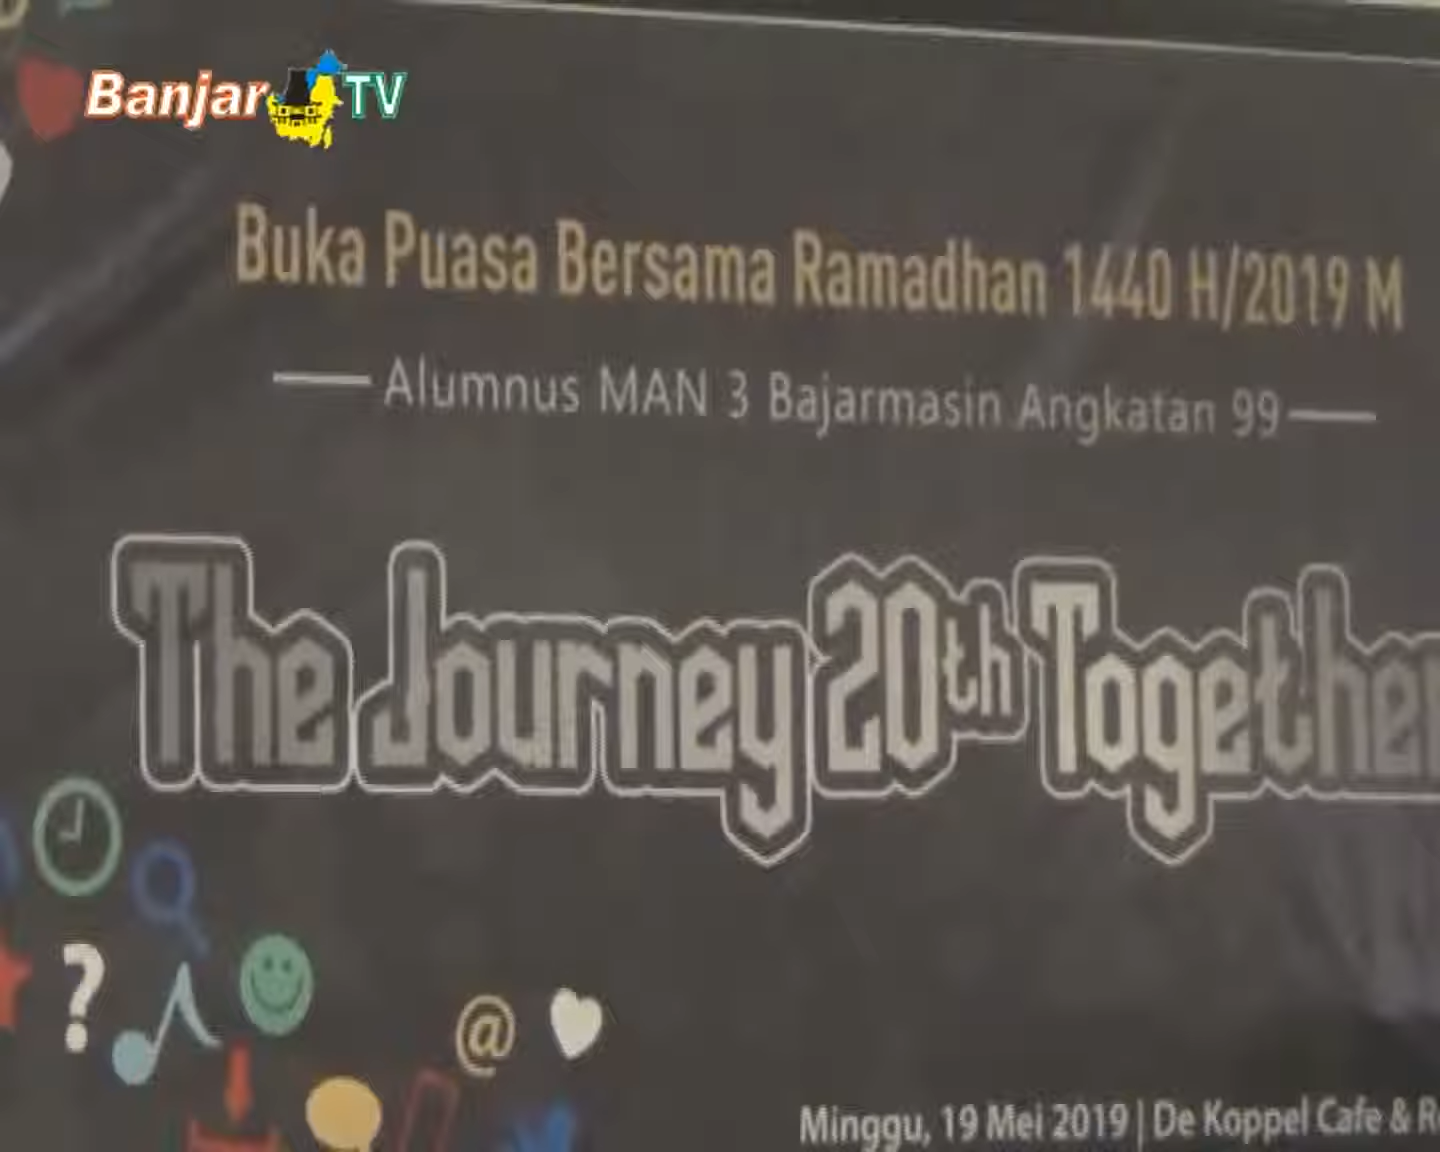 Banjar TV
Buka Puasa Bersama Ramadhan 1440 H/2019 M
Alumnus MAN 3 Bajarmasin Angkatan 99
The Journey 20th Together
?
@
Minggu, 19 Mei 2019 | De Koppel Cafe &